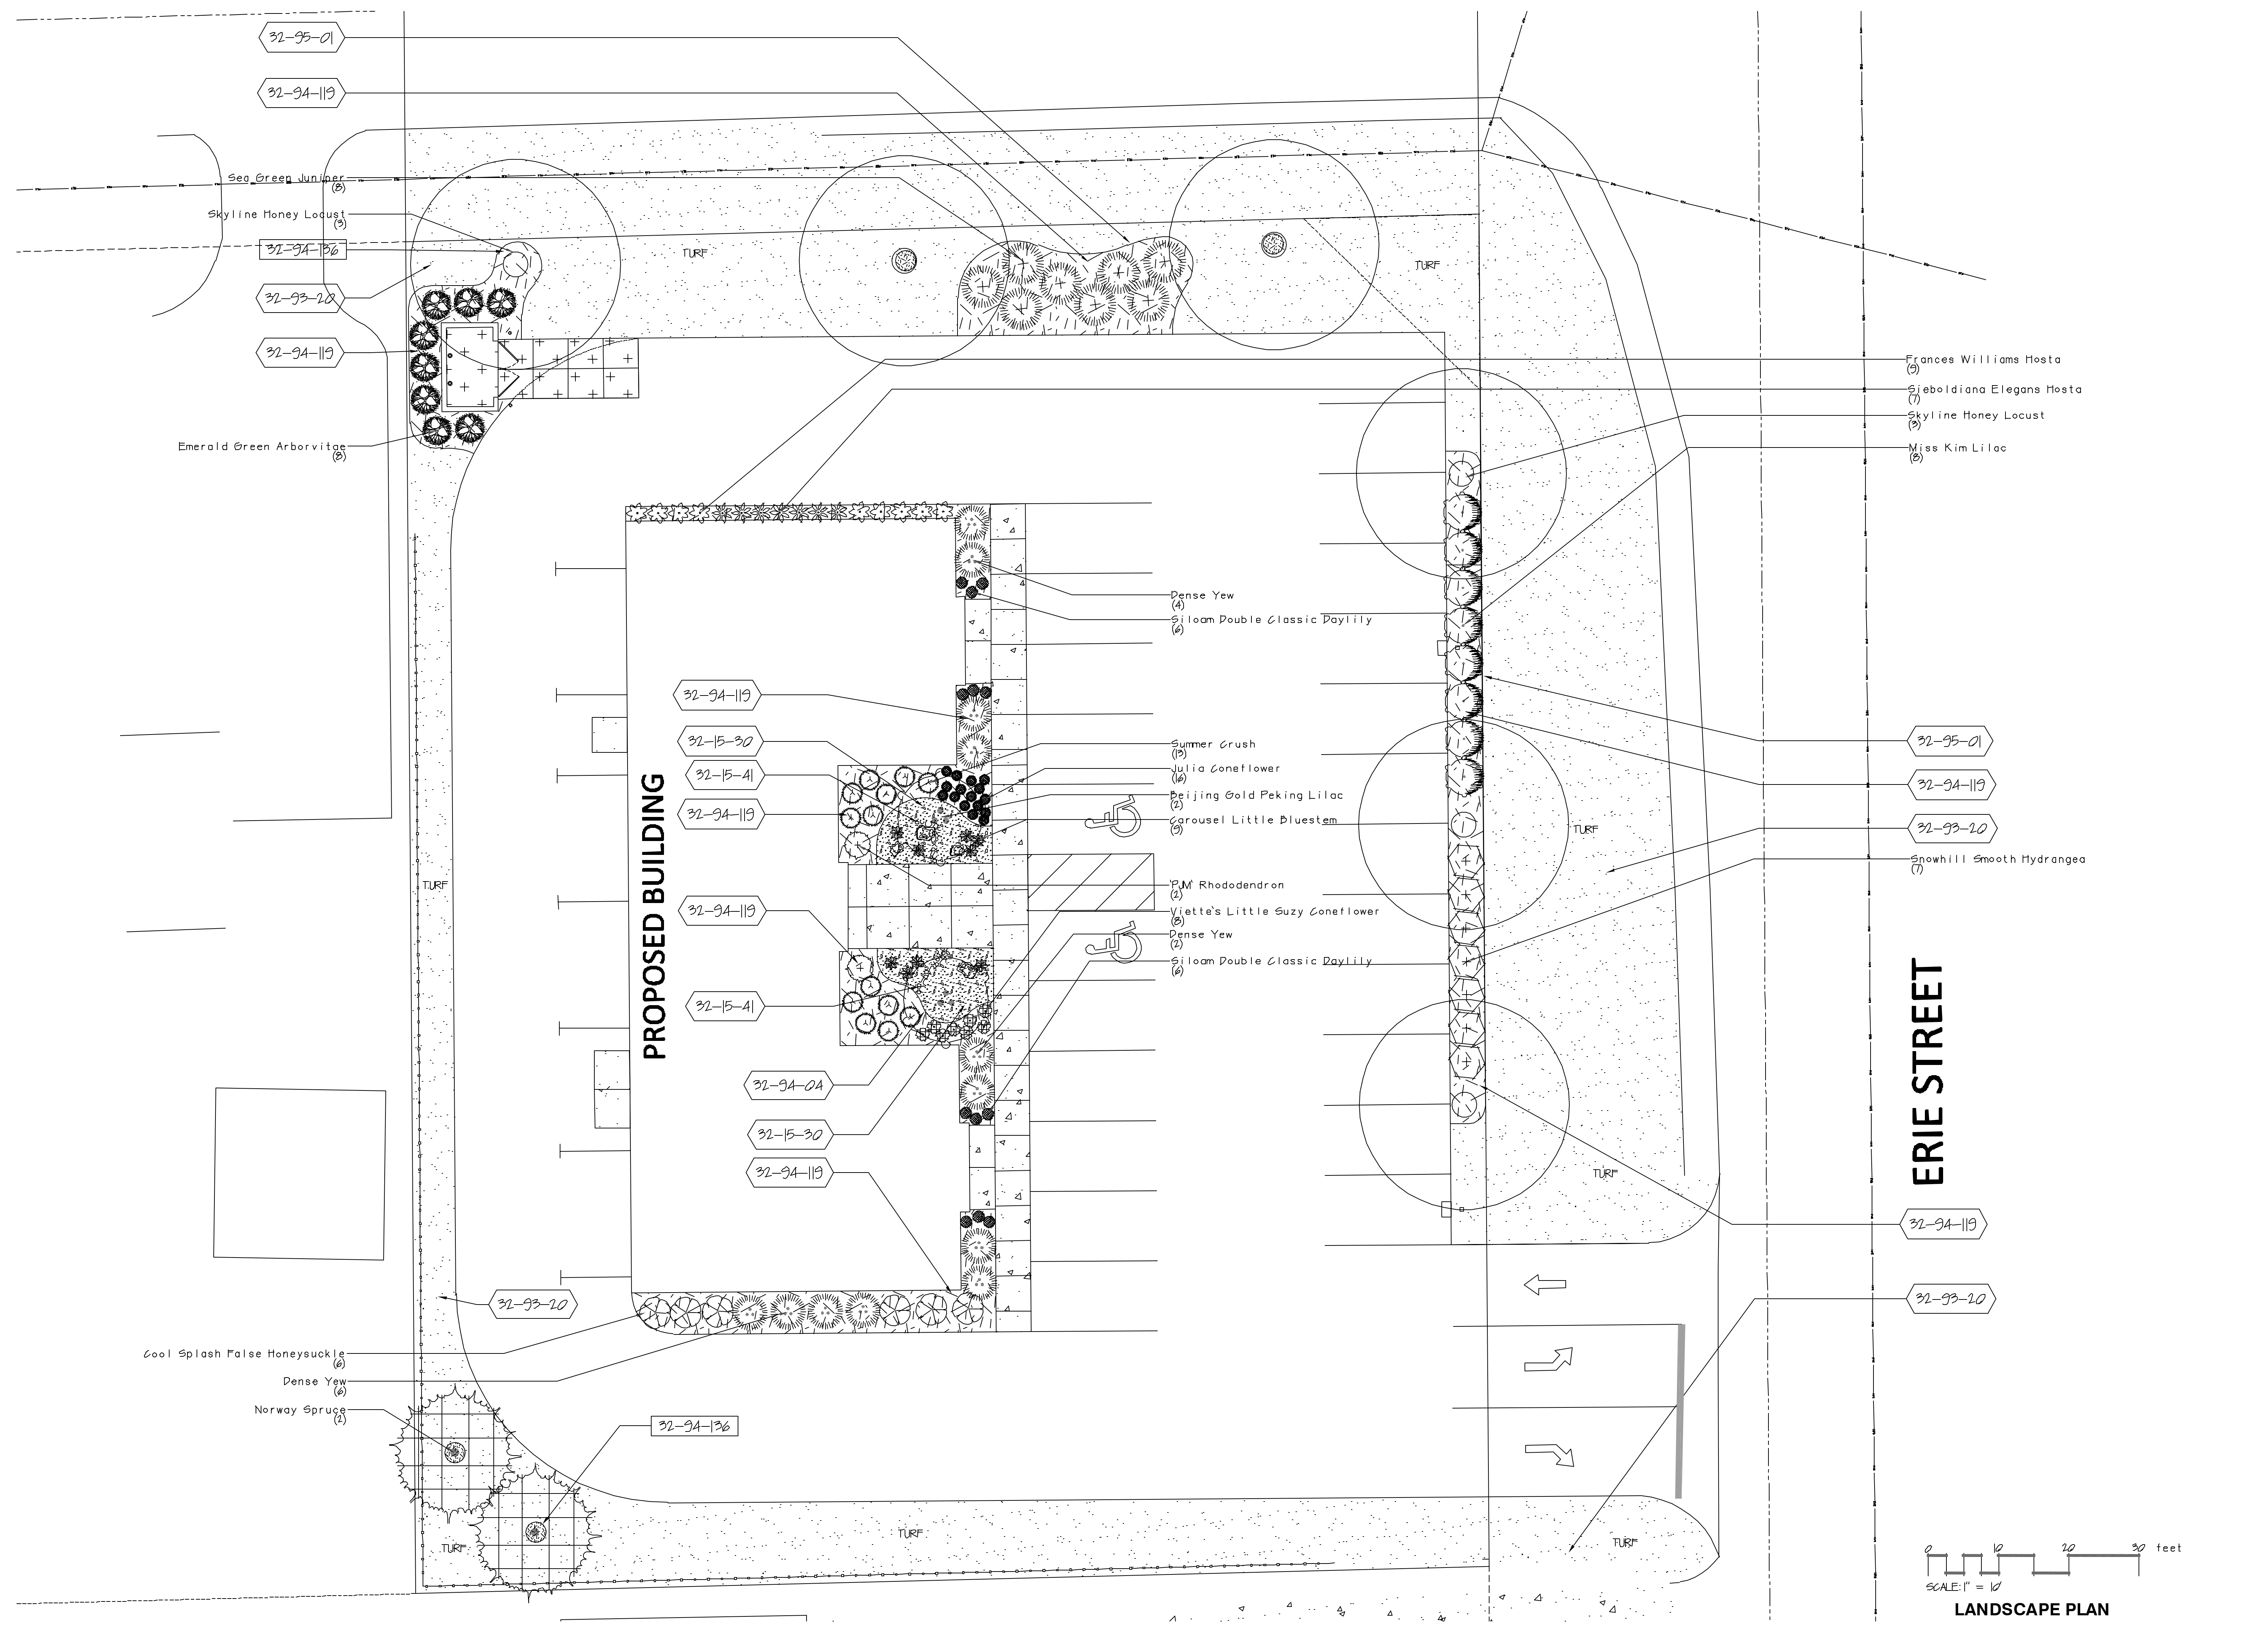 32-95-01
32-94-119
Sea Green Juniper
(8)
Skyline Honey Locust
(3)
32-94-136
32-93-20
32-94-119
Emerald Green Arborvitae
(8)
TURF
TURF
Frances Williams Hosta
(9)
Sieboldiana Elegans Hosta
(7)
Skyline Honey Locust
(3)
Miss Kim Lilac
(8)
Dense Yew
(4)
Siloam Double Classic Daylily
(6)
32-94-119
32-15-30
32-15-41
32-94-119
Summer Crush
(13)
Julia Coneflower
(16)
Beijing Gold Peking Lilac
(2)
Carousel Little Bluestem
(9)
32-95-01
32-94-119
32-93-20
TURF
Snowhill Smooth Hydrangea
(7)
TURF
PROPOSED BUILDING
'PJM' Rhododendron
(2)
Viette's Little Suzy Coneflower
(8)
Dense Yew
(2)
Siloam Double Classic Daylily
(6)
32-94-119
32-15-41
32-94-04
32-15-30
32-94-119
ERIE STREET
TURF
32-94-119
32-93-20
32-93-20
Cool Splash False Honeysuckle
(6)
Dense Yew
(6)
Norway Spruce
(2)
32-94-136
TURF
TURF
TURF
0 10 20 30 feet
SCALE: 1" = 10'
LANDSCAPE PLAN